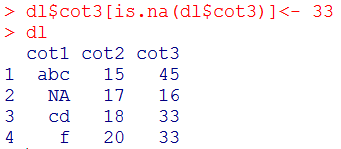 > dl$cot3[is.na(dl$cot3)]<- 33
> dl
  cot1 cot2 cot3
1  abc   15   45
2   NA   17   16
3   cd   18   33
4    f   20   33